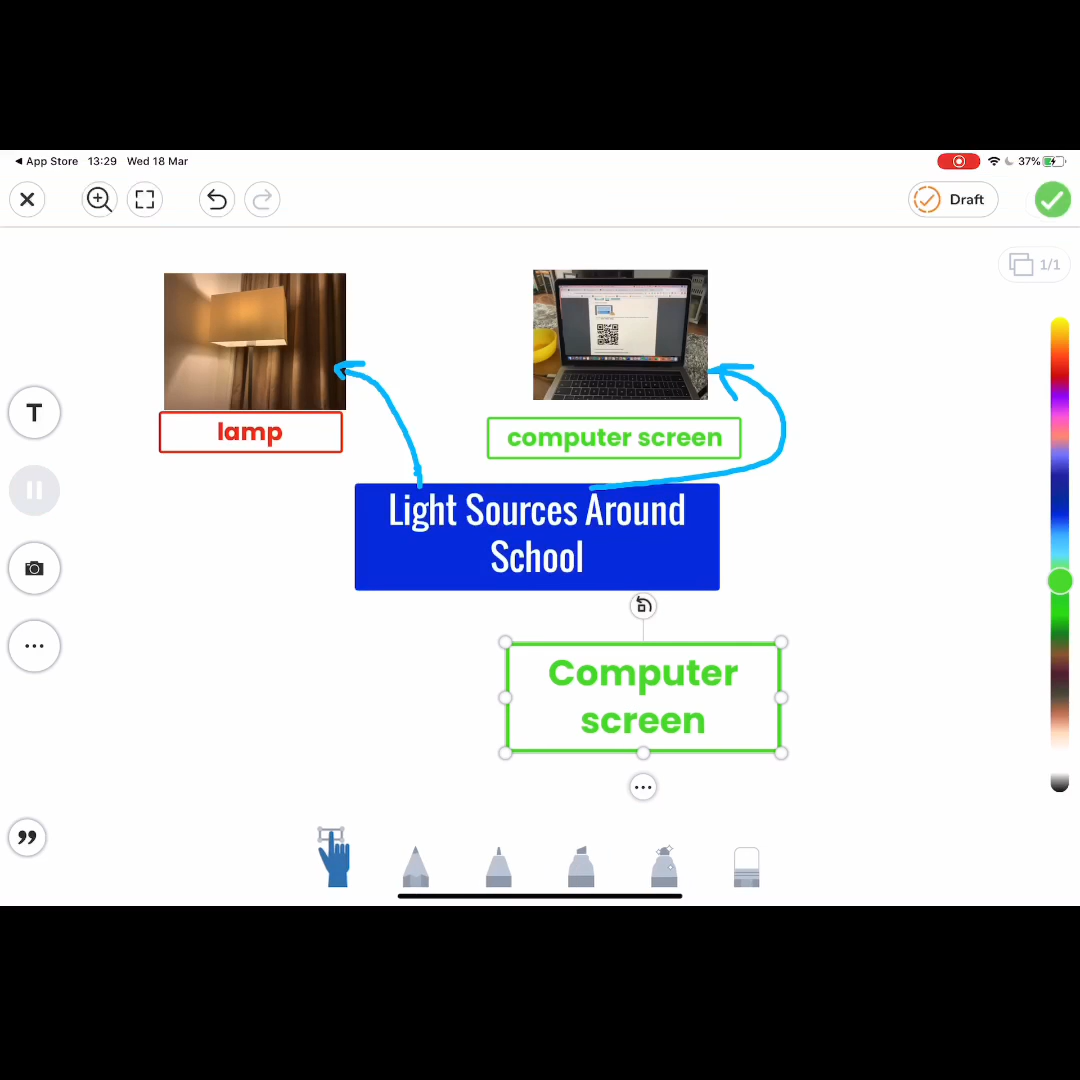 App Store 13:29 Wed 18 Mar 37%
Draft
1/1
lamp
computer screen
Light Sources Around
School
T
Computer
screen